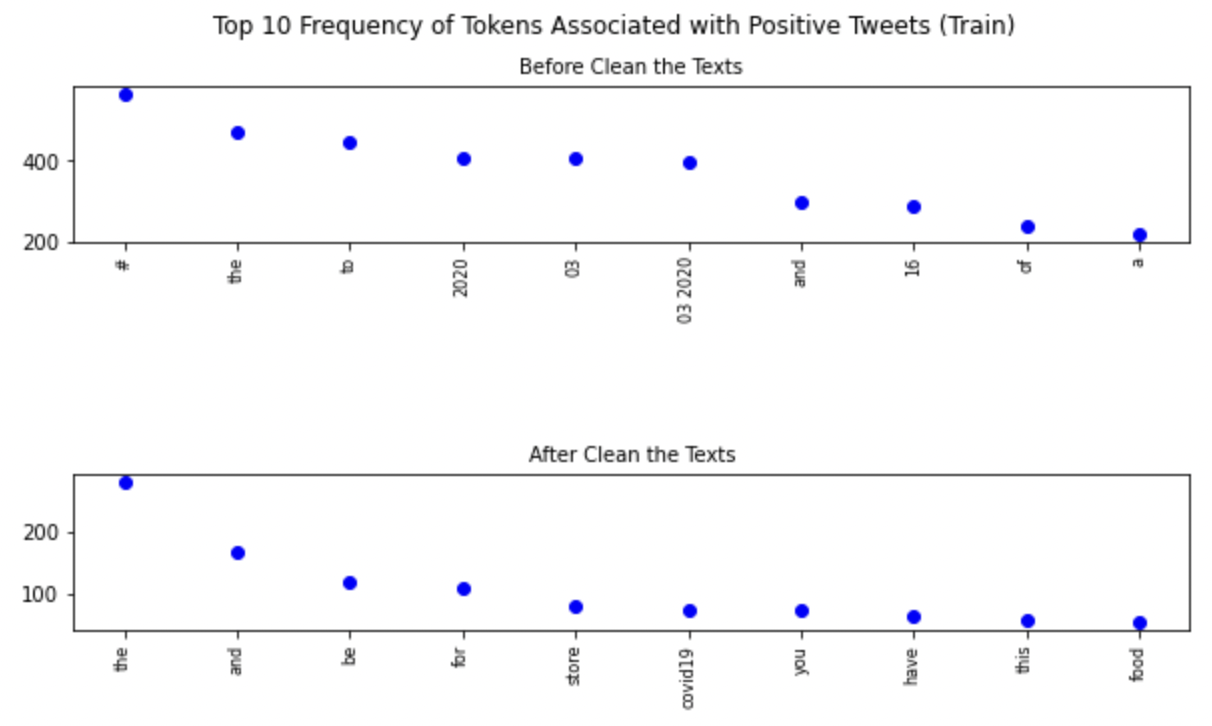 Top 10 Frequency of Tokens Associated with Positive Tweets (Train)
Before Clean the Texts
400
200
#
the
to
2020
03
03 2020
and
16
of
a
After Clean the Texts
200
100
the
and
be
for
store
covid19
you
have
this
food